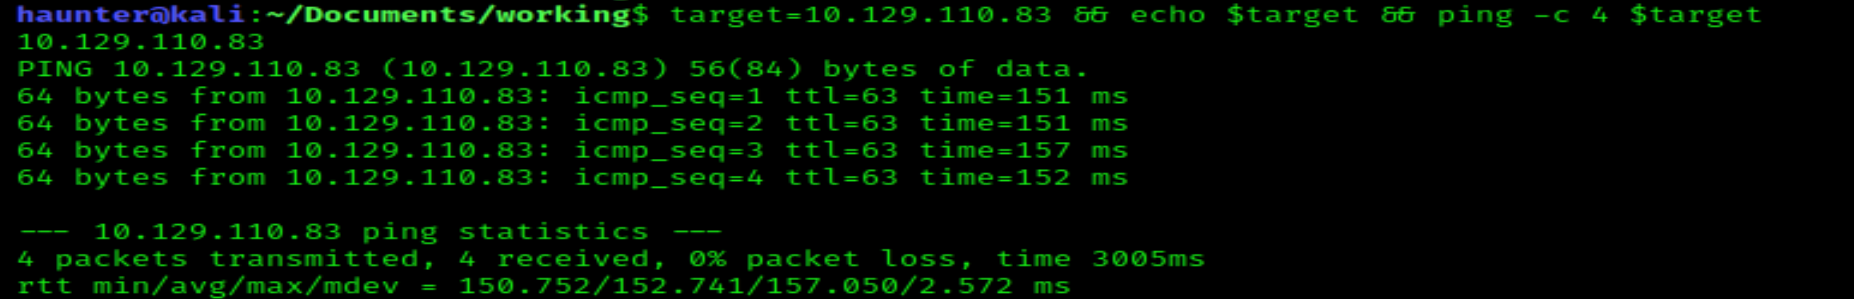 haunter@kali:~/Documents/working$ target=10.129.110.83 && echo $target && ping -c 4 $target
10.129.110.83
PING 10.129.110.83 (10.129.110.83) 56(84) bytes of data.
64 bytes from 10.129.110.83: icmp_seq=1 ttl=63 time=151 ms
64 bytes from 10.129.110.83: icmp_seq=2 ttl=63 time=151 ms
64 bytes from 10.129.110.83: icmp_seq=3 ttl=63 time=157 ms
64 bytes from 10.129.110.83: icmp_seq=4 ttl=63 time=152 ms
--- 10.129.110.83 ping statistics ---
4 packets transmitted, 4 received, 0% packet loss, time 3005ms
rtt min/avg/max/mdev = 150.752/152.741/157.050/2.572 ms